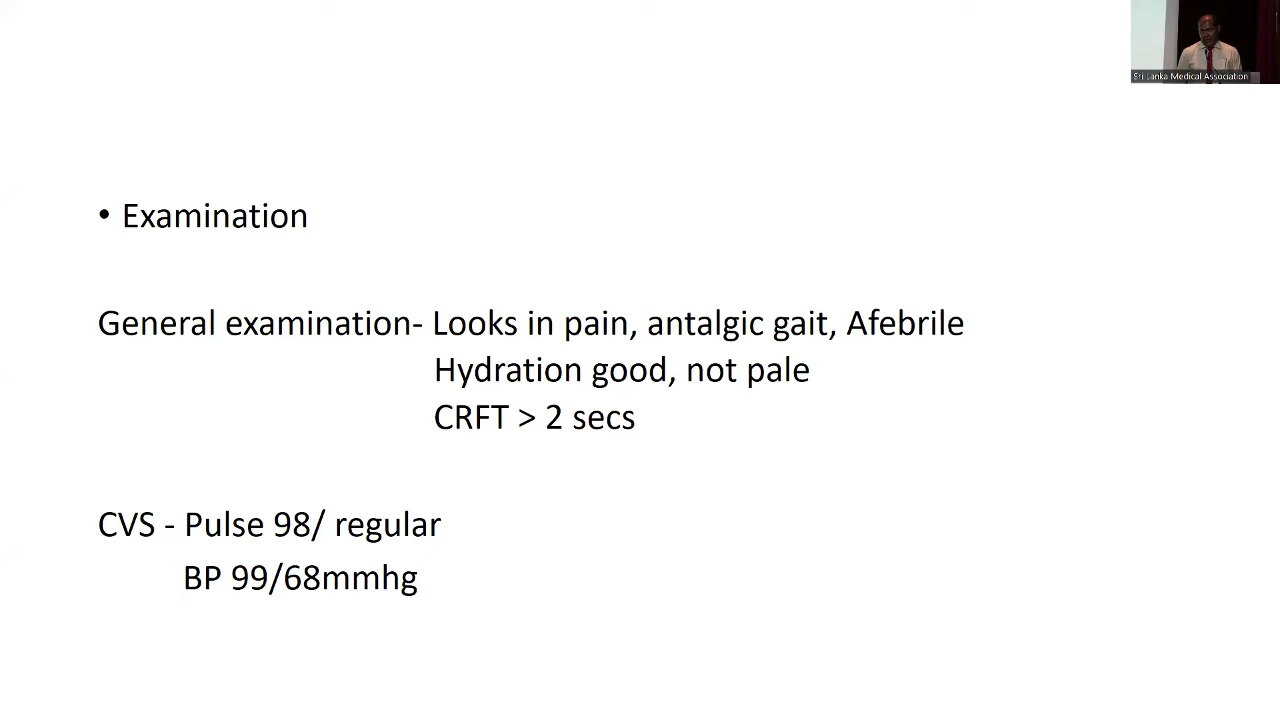 Sri Lanka Medical Association
• Examination
General examination- Looks in pain, antalgic gait, Afebrile
Hydration good, not pale
CRFT > 2 secs
CVS - Pulse 98/ regular
BP 99/68mmhg